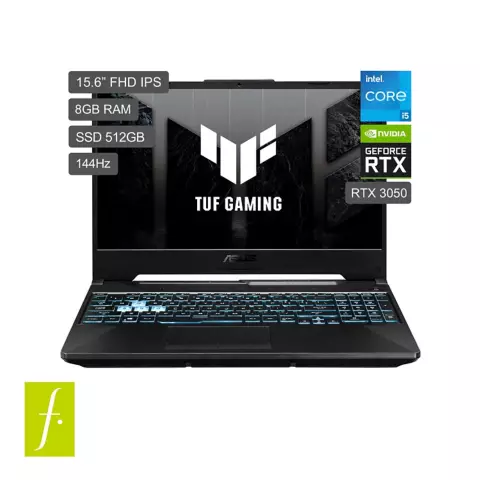 15.6" FHD IPS
8GB RAM
SSD 512GB
144Hz
intel
CORE
i5
NVIDIA
GEFORCE
RTX
RTX 3050
TUF GAMING
ASUS
f.